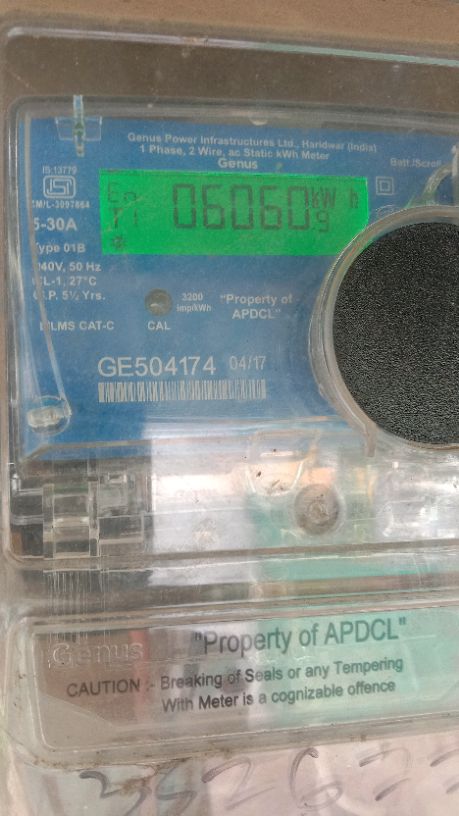 Genus Power Infrastructures Ltd., Haridwar (India)
1 Phase, 2 Wire, ac Static kWh Meter
Genus
Batt./Scroll
IS:13779
CM/L-3097864
5-30A
Type 01B
240V, 50 Hz
CL-1, 27°C
G.P. 5½ Yrs.
06060.9 kWh
3200
imp/kWh
CAL
"Property of
APDCL"
LMS CAT-C
GE504174 04/17
Genus
"Property of APDCL"
CAUTION :- Breaking of Seals or any Tempering
With Meter is a cognizable offence